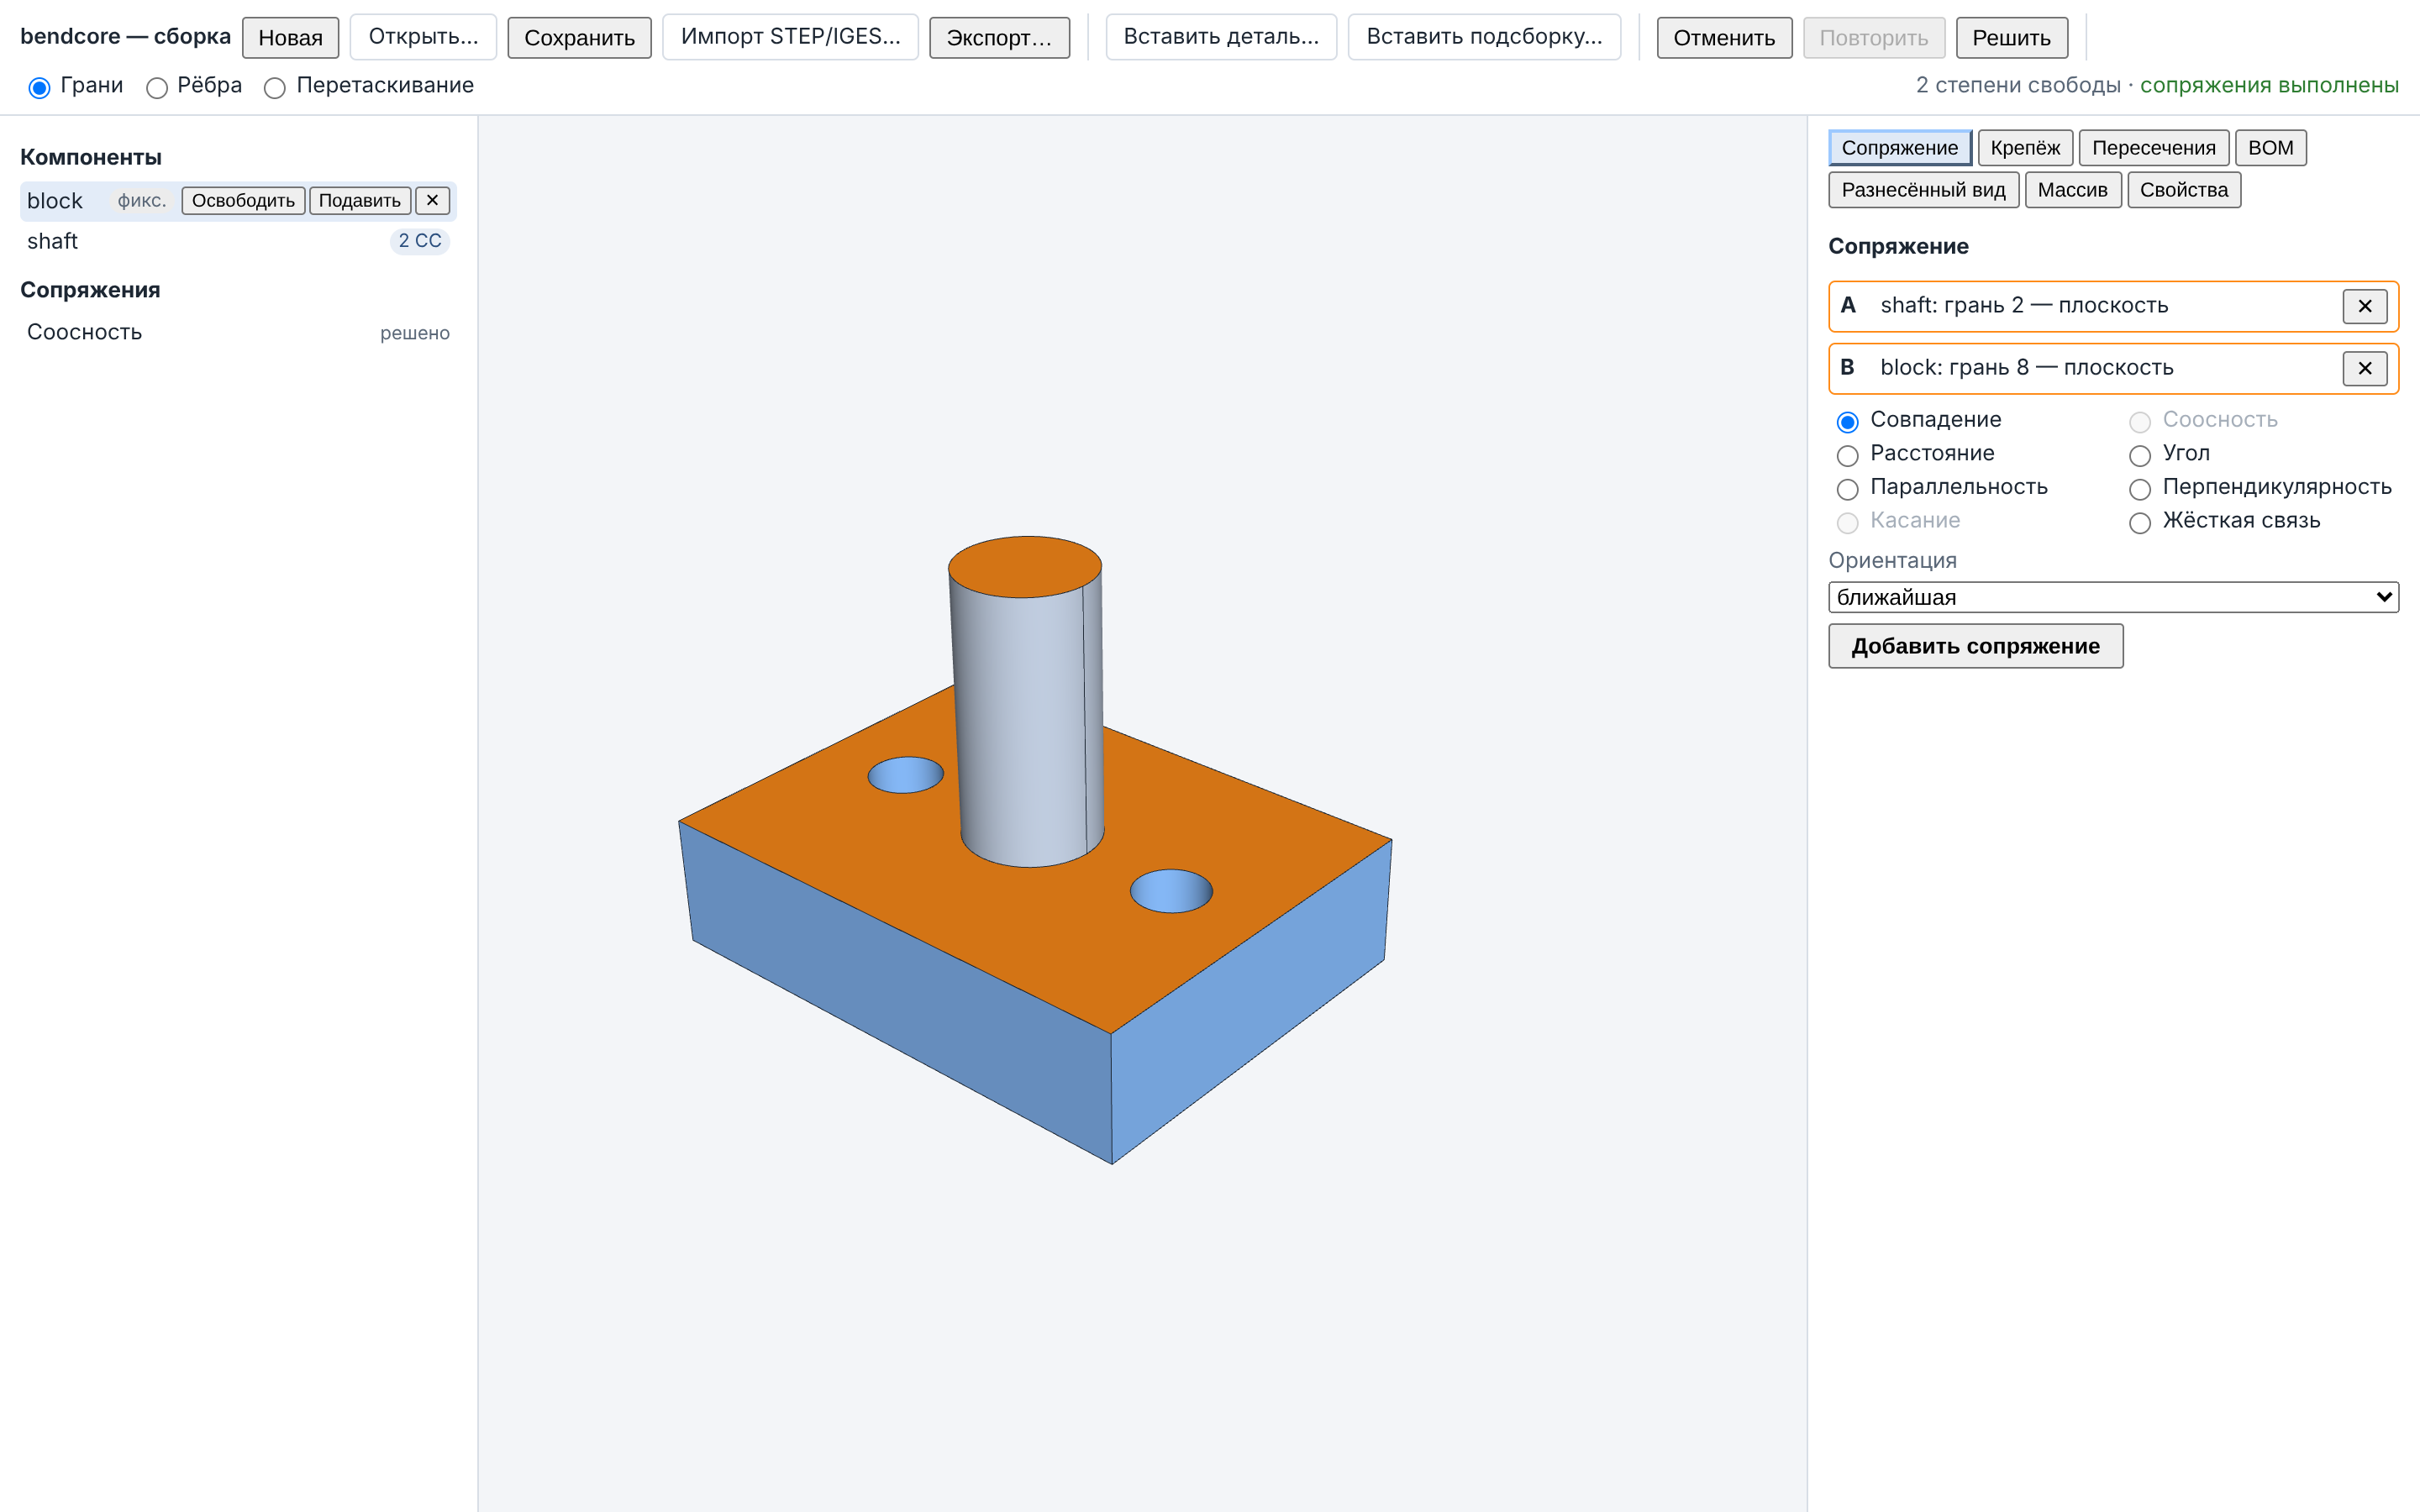 bendcore — сборка Новая Открыть... Сохранить Импорт STEP/IGES... Экспорт... Вставить деталь... Вставить подсборку... Отменить Повторить Решить
Грани Рёбра Перетаскивание 2 степени свободы · сопряжения выполнены
Компоненты
block фикс. Освободить Подавить ✕
shaft 2 СС
Сопряжения
Соосность решено
Сопряжение Крепёж Пересечения BOM
Разнесённый вид Массив Свойства
Сопряжение
A shaft: грань 2 — плоскость ✕
B block: грань 8 — плоскость ✕
Совпадение Соосность
Расстояние Угол
Параллельность Перпендикулярность
Касание Жёсткая связь
Ориентация
ближайшая
Добавить сопряжение